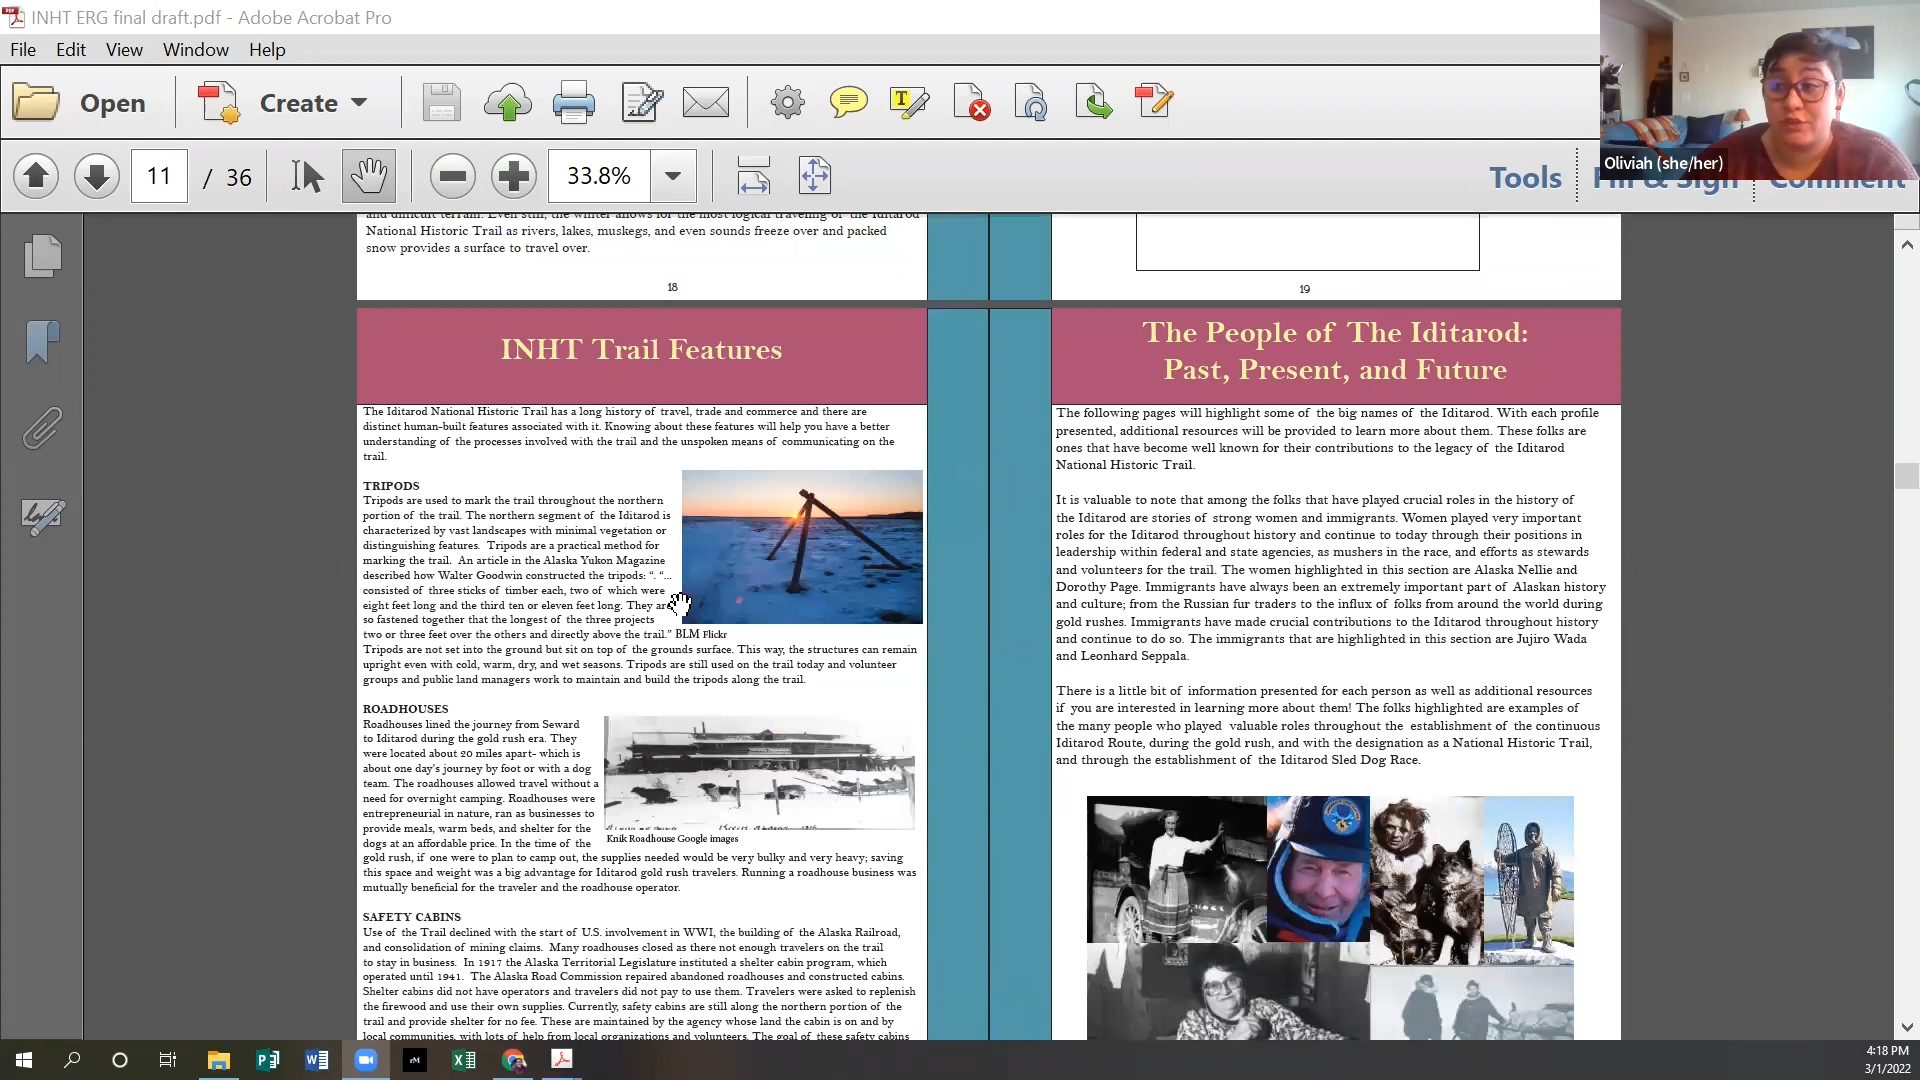 INHT ERG final draft.pdf - Adobe Acrobat Pro
File Edit View Window Help
Open
Create
11 / 36
33.8%
Tools
Fill & Sign
Comment
Oliviah (she/her)
and difficult terrain. Even still, the winter allows for the most logical traveling of the Iditarod
National Historic Trail as rivers, lakes, muskegs, and even sounds freeze over and packed
snow provides a surface to travel over.
18
19
INHT Trail Features
The Iditarod National Historic Trail has a long history of travel, trade and commerce and there are
distinct human-built features associated with it. Knowing about these features will help you have a better
understanding of the processes involved with the trail and the unspoken means of communicating on the
trail.
TRIPODS
Tripods are used to mark the trail throughout the northern
portion of the trail. The northern segment of the Iditarod is
characterized by vast landscapes with minimal vegetation or
distinguishing features. Tripods are a practical method for
marking the trail. An article in the Alaska Yukon Magazine
described how Walter Goodwin constructed the tripods: “. “...
consisted of three sticks of timber each, two of which were
eight feet long and the third ten or eleven feet long. They are
so fastened together that the longest of the three projects
two or three feet over the others and directly above the trail.” BLM Flickr
Tripods are not set into the ground but sit on top of the grounds surface. This way, the structures can remain
upright even with cold, warm, dry, and wet seasons. Tripods are still used on the trail today and volunteer
groups and public land managers work to maintain and build the tripods along the trail.
ROADHOUSES
Roadhouses lined the journey from Seward
to Iditarod during the gold rush era. They
were located about 20 miles apart- which is
about one day's journey by foot or with a dog
team. The roadhouses allowed travel without a
need for overnight camping. Roadhouses were
entrepreneurial in nature, ran as businesses to
provide meals, warm beds, and shelter for the
dogs at an affordable price. In the time of the
Knik Roadhouse Google images
gold rush, if one were to plan to camp out, the supplies needed would be very bulky and very heavy; saving
this space and weight was a big advantage for Iditarod gold rush travelers. Running a roadhouse business was
mutually beneficial for the traveler and the roadhouse operator.
SAFETY CABINS
Use of the Trail declined with the start of U.S. involvement in WWI, the building of the Alaska Railroad,
and consolidation of mining claims. Many roadhouses closed as there not enough travelers on the trail
to stay in business. In 1917 the Alaska Territorial Legislature instituted a shelter cabin program, which
operated until 1941. The Alaska Road Commission repaired abandoned roadhouses and constructed cabins.
Shelter cabins did not have operators and travelers did not pay to use them. Travelers were asked to replenish
the firewood and use their own supplies. Currently, safety cabins are still along the northern portion of the
trail and provide shelter for no fee. These are maintained by the agency whose land the cabin is on and by
local communities, with lots of help from local organizations and volunteers. The goal of these safety cabins
The People of The Iditarod:
Past, Present, and Future
The following pages will highlight some of the big names of the Iditarod. With each profile
presented, additional resources will be provided to learn more about them. These folks are
ones that have become well known for their contributions to the legacy of the Iditarod
National Historic Trail.
It is valuable to note that among the folks that have played crucial roles in the history of
the Iditarod are stories of strong women and immigrants. Women played very important
roles for the Iditarod throughout history and continue to today through their positions in
leadership within federal and state agencies, as mushers in the race, and efforts as stewards
and volunteers for the trail. The women highlighted in this section are Alaska Nellie and
Dorothy Page. Immigrants have always been an extremely important part of Alaskan history
and culture; from the Russian fur traders to the influx of folks from around the world during
gold rushes. Immigrants have made crucial contributions to the Iditarod throughout history
and continue to do so. The immigrants that are highlighted in this section are Jujiro Wada
and Leonhard Seppala.
There is a little bit of information presented for each person as well as additional resources
if you are interested in learning more about them! The folks highlighted are examples of
the many people who played valuable roles throughout the establishment of the continuous
Iditarod Route, during the gold rush, and with the designation as a National Historic Trail,
and through the establishment of the Iditarod Sled Dog Race.
4:18 PM
3/1/2022